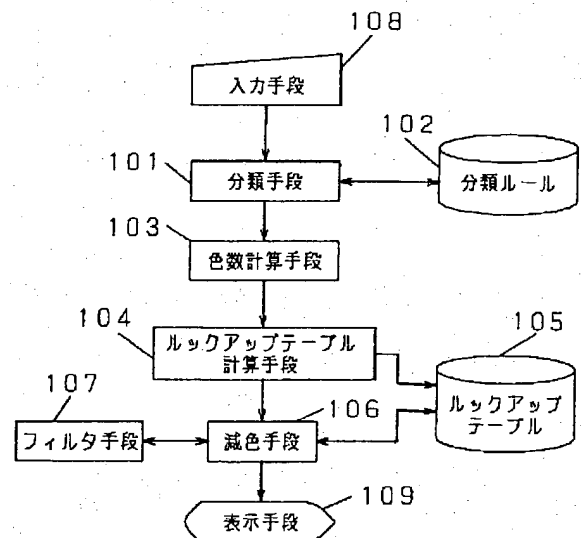 108
入力手段
102
101
分類手段
分類ルール
103
色数計算手段
104
ルックアップテーブル
計算手段
105
ルックアップ
テーブル
107
106
フィルタ手段
減色手段
109
表示手段